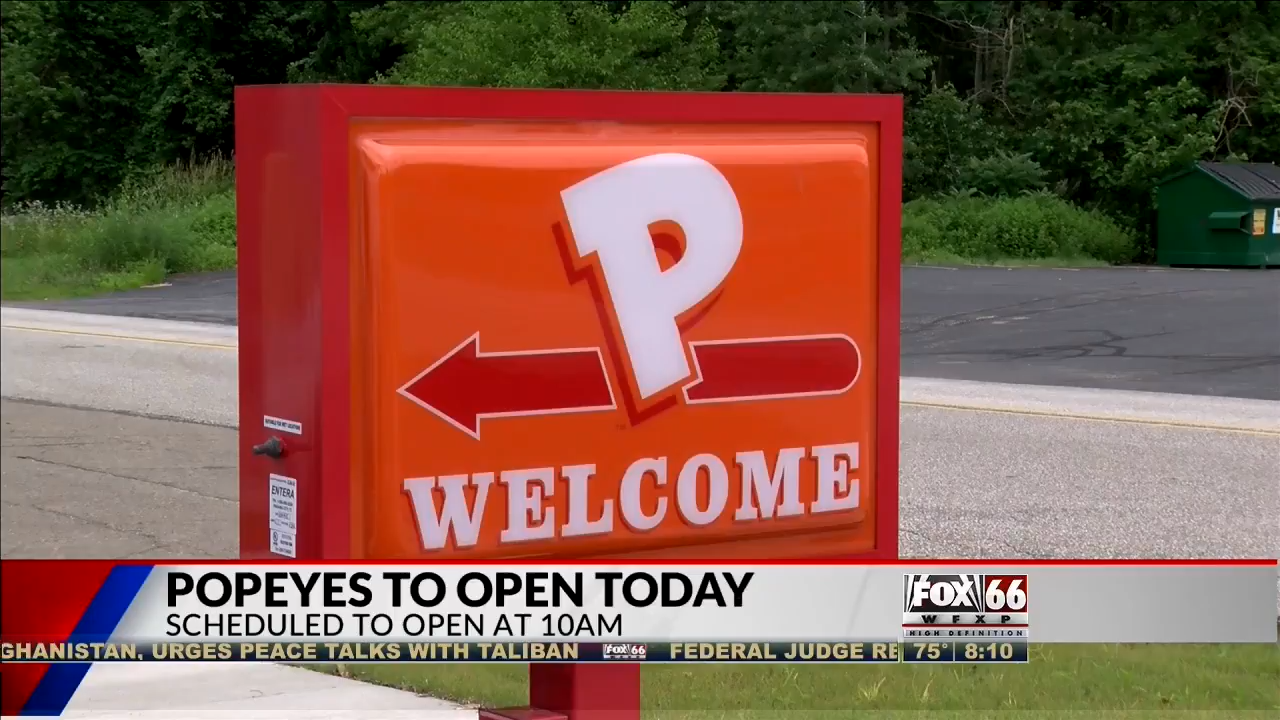 P
WELCOME
ENTERA
POPEYES TO OPEN TODAY
SCHEDULED TO OPEN AT 10AM
FOX 66
WFXP
HIGH DEFINITION
GHANISTAN, URGES PEACE TALKS WITH TALIBAN FOX 66 FEDERAL JUDGE RE 75° 8:10